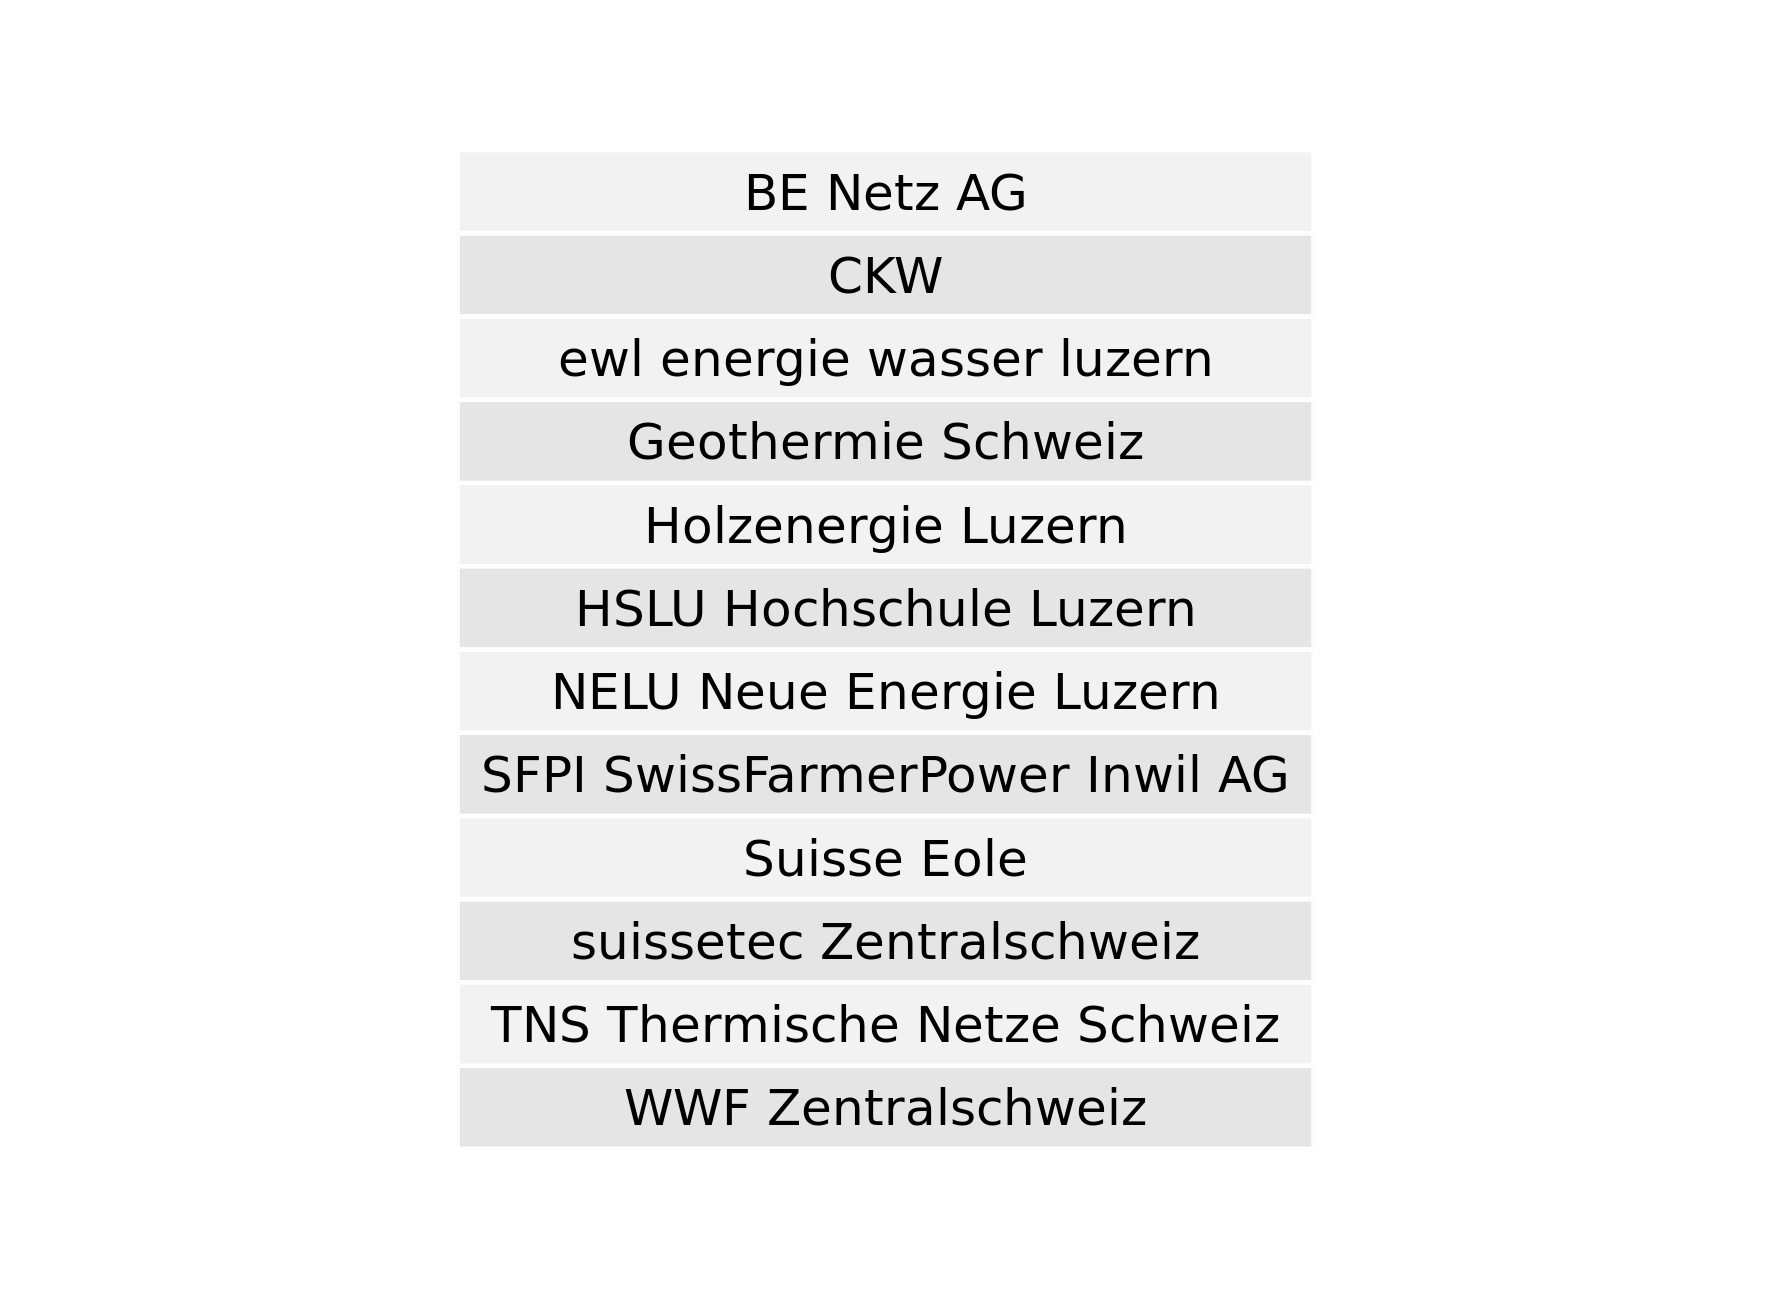 BE Netz AG
CKW
ewl energie wasser luzern
Geothermie Schweiz
Holzenergie Luzern
HSLU Hochschule Luzern
NELU Neue Energie Luzern
SFPI SwissFarmerPower Inwil AG
Suisse Eole
suissetec Zentralschweiz
TNS Thermische Netze Schweiz
WWF Zentralschweiz